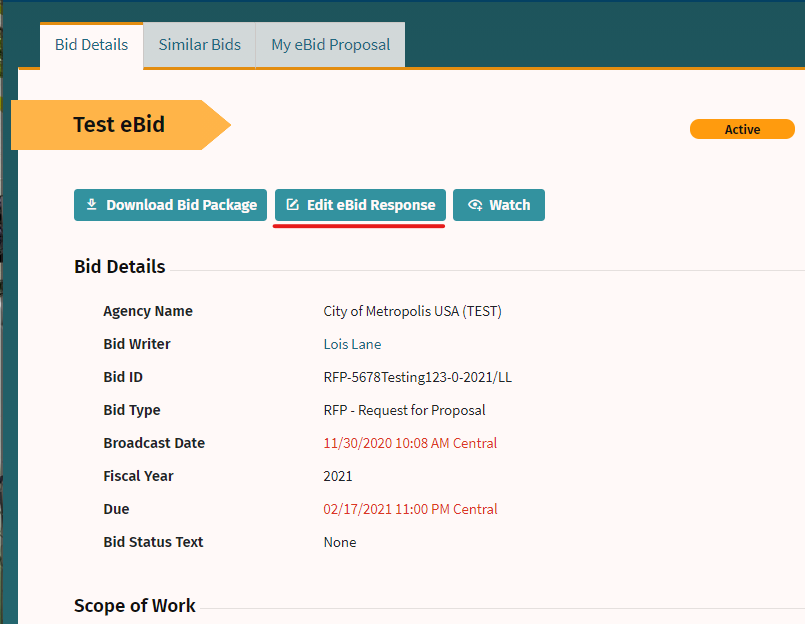 Bid Details Similar Bids My eBid Proposal
Test eBid
Active
Download Bid Package Edit eBid Response Watch
Bid Details
Agency Name City of Metropolis USA (TEST)
Bid Writer Lois Lane
Bid ID RFP-5678Testing123-0-2021/LL
Bid Type RFP - Request for Proposal
Broadcast Date 11/30/2020 10:08 AM Central
Fiscal Year 2021
Due 02/17/2021 11:00 PM Central
Bid Status Text None
Scope of Work